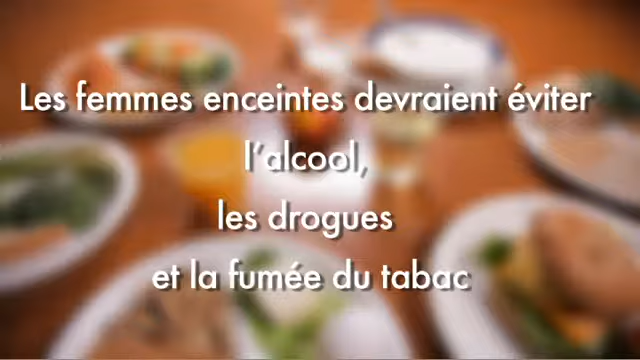 Les femmes enceintes devraient éviter
l'alcool,
les drogues
et la fumée du tabac